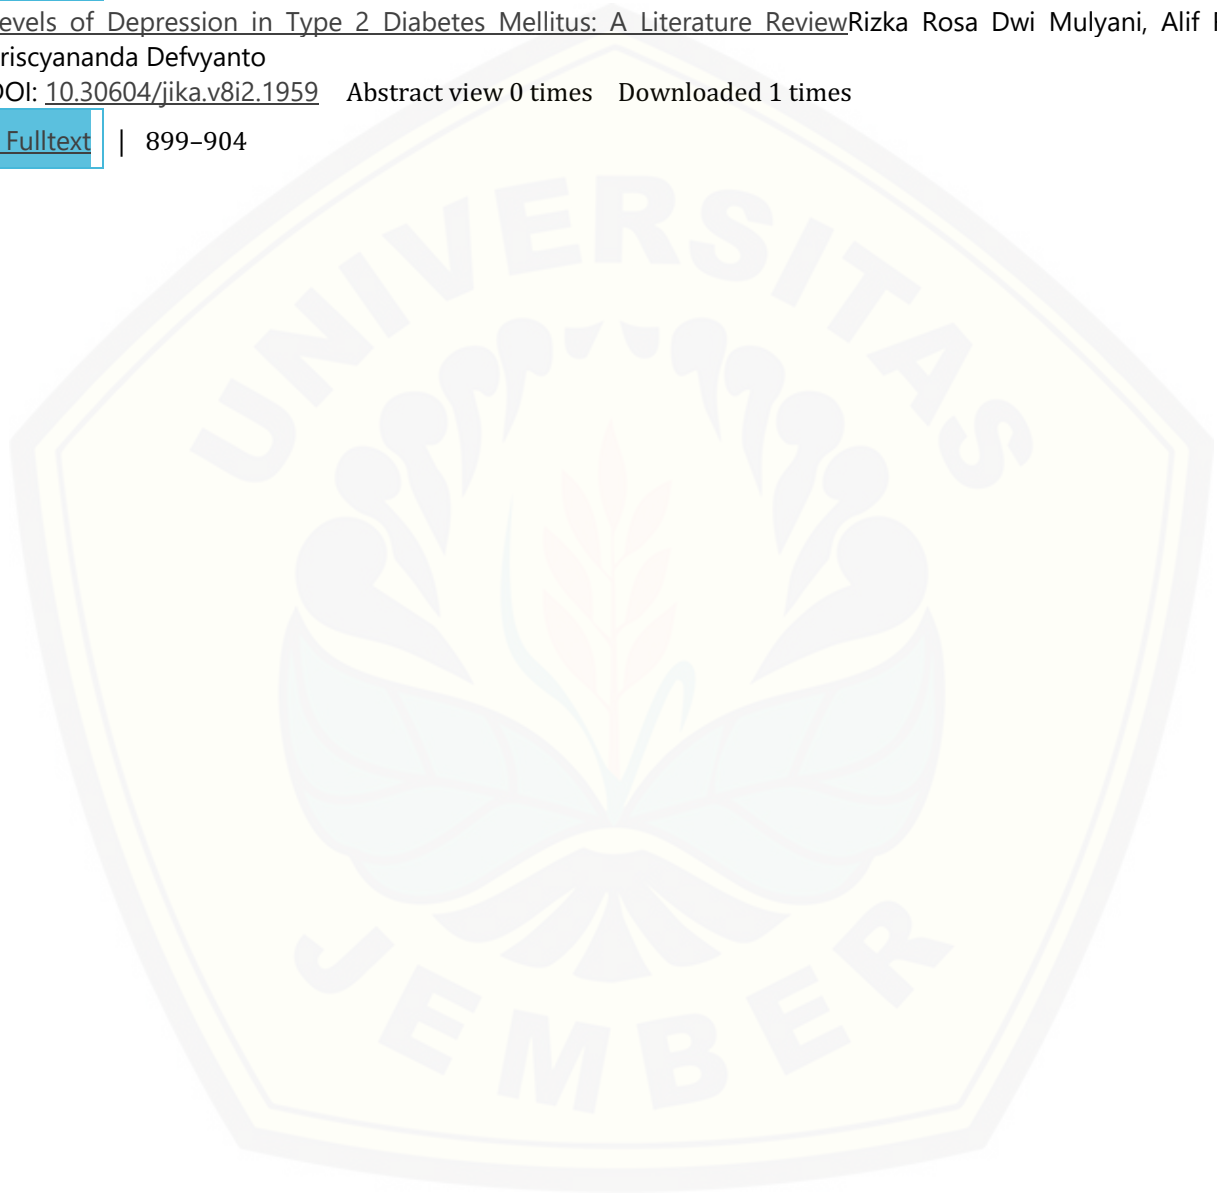 evels of Depression in Type 2 Diabetes Mellitus: A Literature ReviewRizka Rosa Dwi Mulyani, Alif
riscyananda Defvyanto
DOI: 10.30604/jika.v8i2.1959 Abstract view 0 times Downloaded 1 times
Fulltext | 899–904
UNIVERSITAS
JEMBER